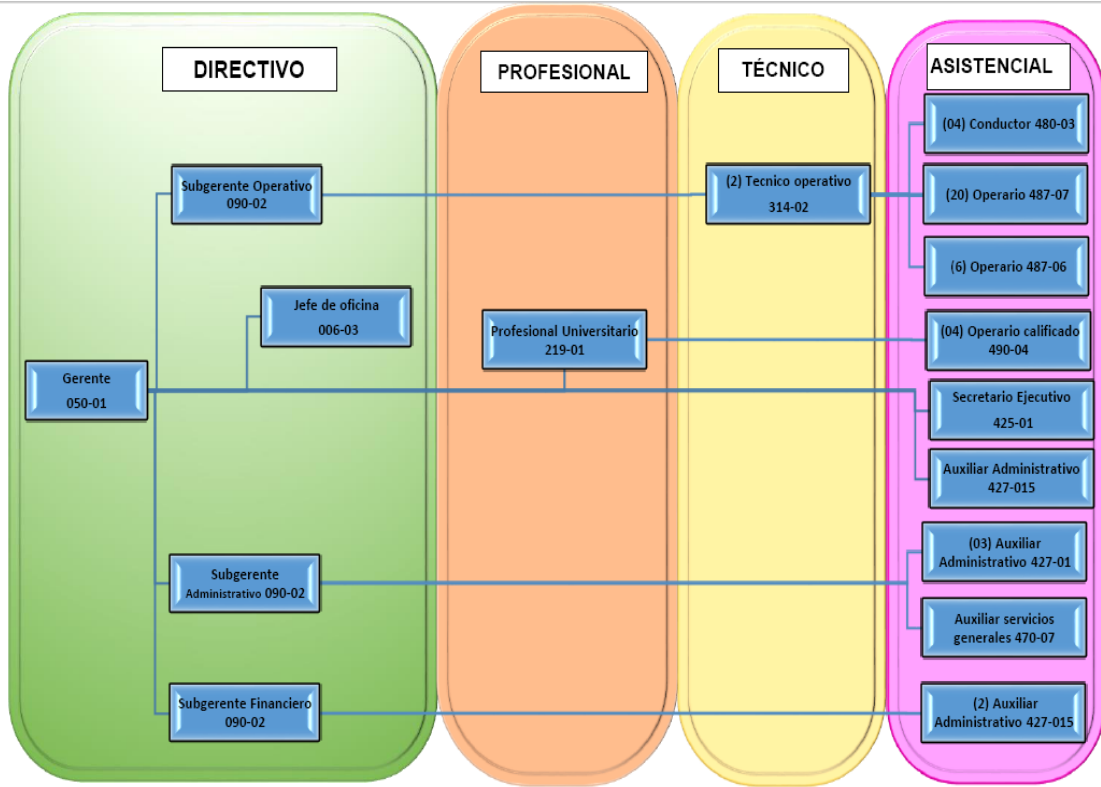 DIRECTIVO
PROFESIONAL
TÉCNICO
ASISTENCIAL
Gerente
050-01
Subgerente Operativo
090-02
Jefe de oficina
006-03
Subgerente
Administrativo 090-02
Subgerente Financiero
090-02
Profesional Universitario
219-01
(2) Tecnico operativo
314-02
(04) Conductor 480-03
(20) Operario 487-07
(6) Operario 487-06
(04) Operario calificado
490-04
Secretario Ejecutivo
425-01
Auxiliar Administrativo
427-015
(03) Auxiliar
Administrativo 427-01
Auxiliar servicios
generales 470-07
(2) Auxiliar
Administrativo 427-015